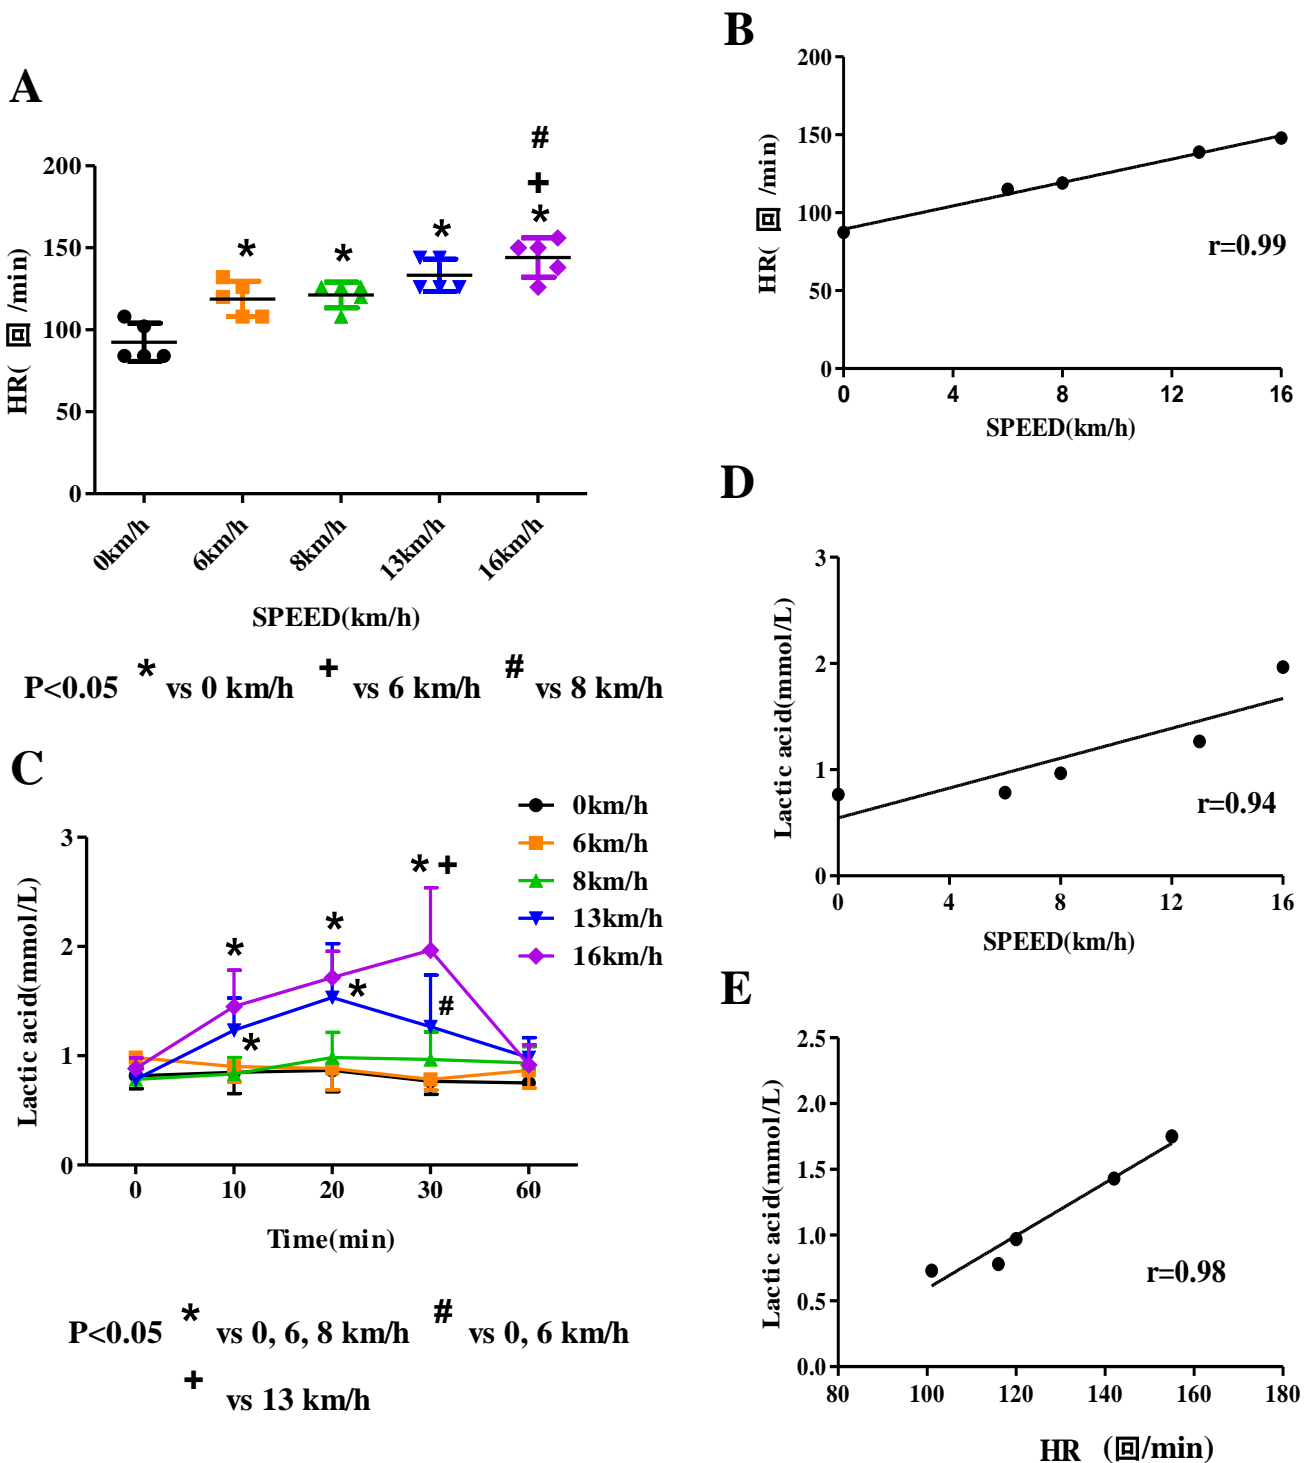 A
HR( 回 /min)
200
150
100
50
0
#
+
*
*
*
*
*
0km/h
6km/h
8km/h
13km/h
16km/h
SPEED(km/h)
P<0.05 * vs 0 km/h + vs 6 km/h # vs 8 km/h
B
HR( 回 /min)
200
150
100
50
0
r=0.99
0 4 8 12 16
SPEED(km/h)
C
Lactic acid(mmol/L)
3
2
1
0
0km/h
6km/h
8km/h
13km/h
16km/h
* +
*
*
*
*
#
0 10 20 30 60
Time(min)
P<0.05 * vs 0, 6, 8 km/h # vs 0, 6 km/h
+ vs 13 km/h
D
Lactic acid(mmol/L)
3
2
1
0
r=0.94
0 4 8 12 16
SPEED(km/h)
E
Lactic acid(mmol/L)
2.5
2.0
1.5
1.0
0.5
0.0
r=0.98
80 100 120 140 160 180
HR (回/min)